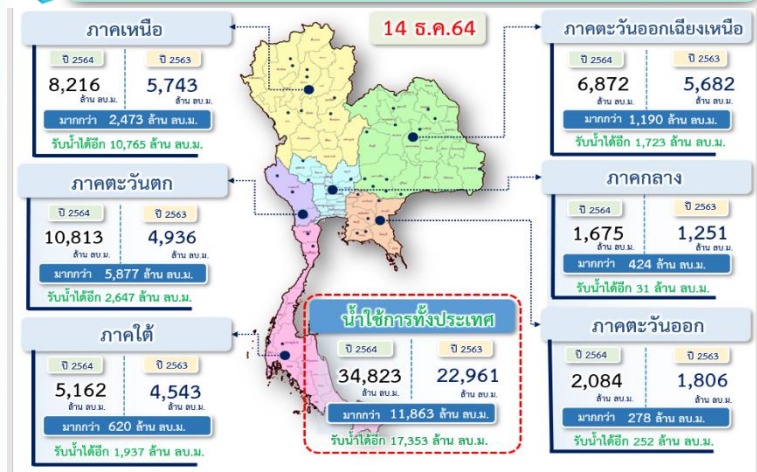 14 ธ.ค.64
ภาคเหนือ
ปี 2564 ปี 2563
8,216 5,743
ล้าน ลบ.ม. ล้าน ลบ.ม.
มากกว่า 2,473 ล้าน ลบ.ม.
รับน้ำได้อีก 10,765 ล้าน ลบ.ม.
ภาคตะวันออกเฉียงเหนือ
ปี 2564 ปี 2563
6,872 5,682
ล้าน ลบ.ม. ล้าน ลบ.ม.
มากกว่า 1,190 ล้าน ลบ.ม.
รับน้ำได้อีก 1,723 ล้าน ลบ.ม.
ภาคตะวันตก
ปี 2564 ปี 2563
10,813 4,936
ล้าน ลบ.ม. ล้าน ลบ.ม.
มากกว่า 5,877 ล้าน ลบ.ม.
รับน้ำได้อีก 2,647 ล้าน ลบ.ม.
ภาคกลาง
ปี 2564 ปี 2563
1,675 1,251
ล้าน ลบ.ม. ล้าน ลบ.ม.
มากกว่า 424 ล้าน ลบ.ม.
รับน้ำได้อีก 31 ล้าน ลบ.ม.
ภาคใต้
ปี 2564 ปี 2563
5,162 4,543
ล้าน ลบ.ม. ล้าน ลบ.ม.
มากกว่า 620 ล้าน ลบ.ม.
รับน้ำได้อีก 1,937 ล้าน ลบ.ม.
น้ำใช้การทั้งประเทศ
ปี 2564 ปี 2563
34,823 22,961
ล้าน ลบ.ม. ล้าน ลบ.ม.
มากกว่า 11,863 ล้าน ลบ.ม.
รับน้ำได้อีก 17,353 ล้าน ลบ.ม.
ภาคตะวันออก
ปี 2564 ปี 2563
2,084 1,806
ล้าน ลบ.ม. ล้าน ลบ.ม.
มากกว่า 278 ล้าน ลบ.ม.
รับน้ำได้อีก 252 ล้าน ลบ.ม.